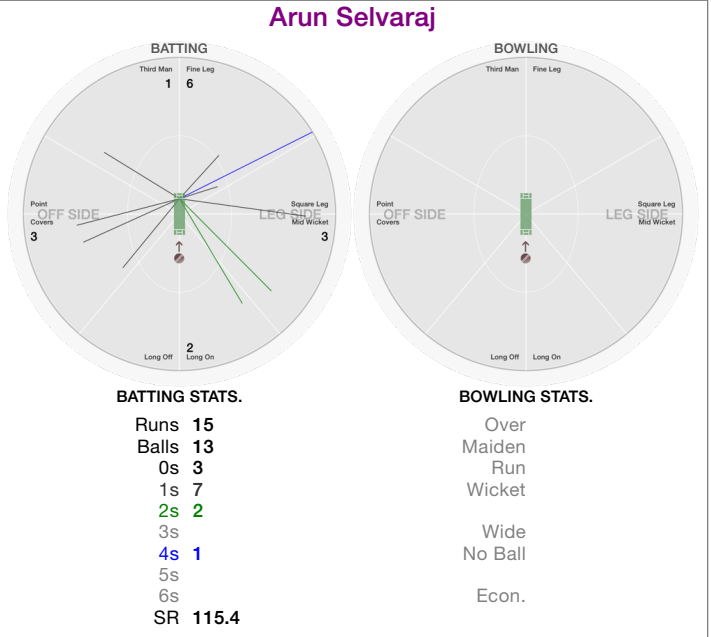 Arun Selvaraj
BATTING
Third Man Fine Leg
1 6
Point Square Leg
OFF SIDE LEG SIDE
Covers Mid Wicket
3 3
2
Long Off Long On
BOWLING
Third Man Fine Leg
Point Square Leg
OFF SIDE LEG SIDE
Covers Mid Wicket
Long Off Long On
BATTING STATS.
Runs 15
Balls 13
0s 3
1s 7
2s 2
3s
4s 1
5s
6s
SR 115.4
BOWLING STATS.
Over
Maiden
Run
Wicket
Wide
No Ball
Econ.